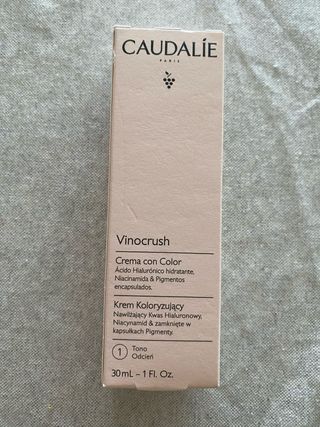 CAUDALÍE
PARIS
Vinocrush
Crema con Color
Ácido Hialurónico hidratante,
Niacinamida & Pigmentos
encapsulados.
Krem Koloryzujący
Nawilżający Kwas Hialuronowy,
Niacynamid & zamknięte w
kapsułkach Pigmenty.
1 Tono
Odcień
30mL – 1 Fl. Oz.